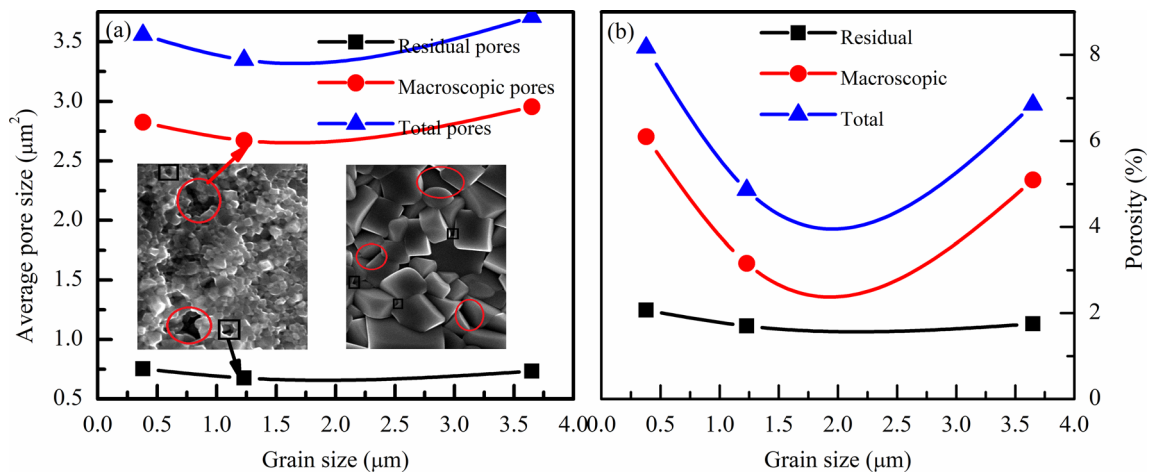 (a)
Residual pores
Macroscopic pores
Total pores
Average pore size (μm²)
3.5
3.0
2.5
2.0
1.5
1.0
0.5
0.0 0.5 1.0 1.5 2.0 2.5 3.0 3.5 4.0
Grain size (μm)
(b)
Residual
Macroscopic
Total
8
6
4
2
0
Porosity (%)
0.0 0.5 1.0 1.5 2.0 2.5 3.0 3.5 4.0
Grain size (μm)